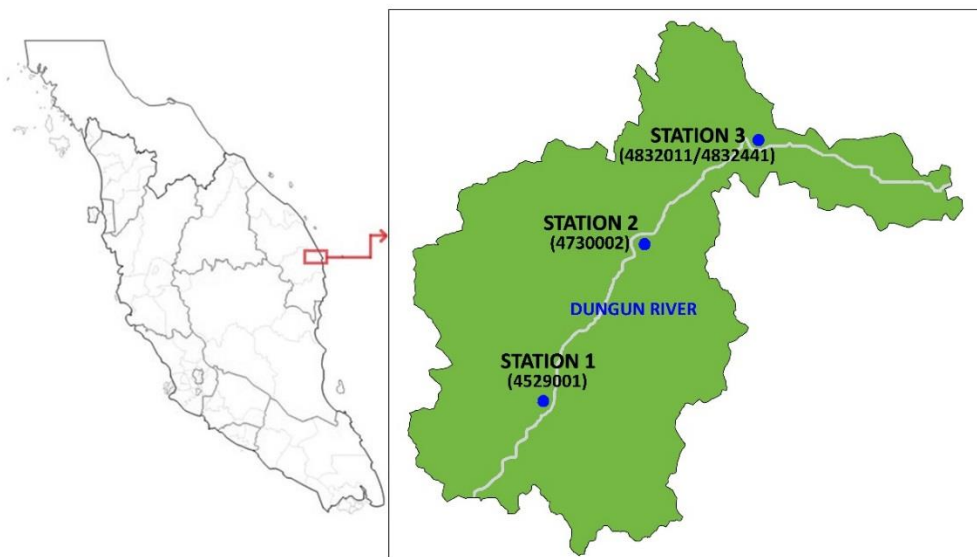 STATION 3
(4832011/4832441)
STATION 2
(4730002)
DUNGUN RIVER
STATION 1
(4529001)